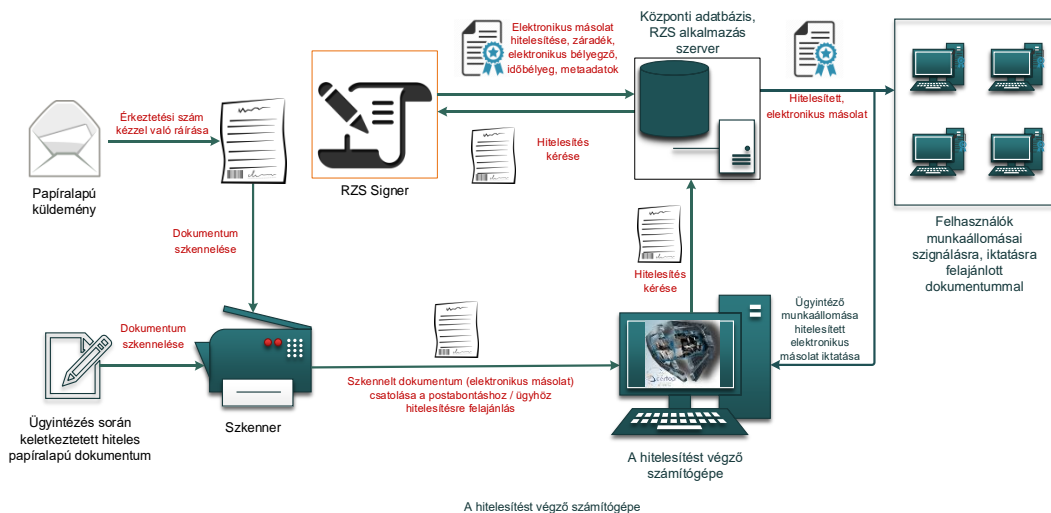 Elektronikus másolat
hitelesítése, záradék,
elektronikus bélyegző,
időbélyeg, metaadatok
Központi adatbázis,
RZS alkalmazás
szerver
Érkeztetési szám
kézzel való ráírása
Hitelesítés
kérése
Hitelesített,
elektronikus másolat
Papíralapú
küldemény
RZS Signer
Dokumentum
szkennelése
Hitelesítés
kérése
Felhasználók
munkaállomásai
szignálásra, iktatásra
felajánlott
dokumentummal
Dokumentum
szkennelése
Szkennelt dokumentum (elektronikus másolat)
csatolása a postabontáshoz / ügyhöz
hitelesítésre felajánlás
Ügyintéző
munkaállomása
hitelesített
elektronikus
másolat iktatása
Ügyintézés során
keletkeztetett hiteles
papíralapú dokumentum
Szkenner
A hitelesítést végző
számítógépe
A hitelesítést végző számítógépe